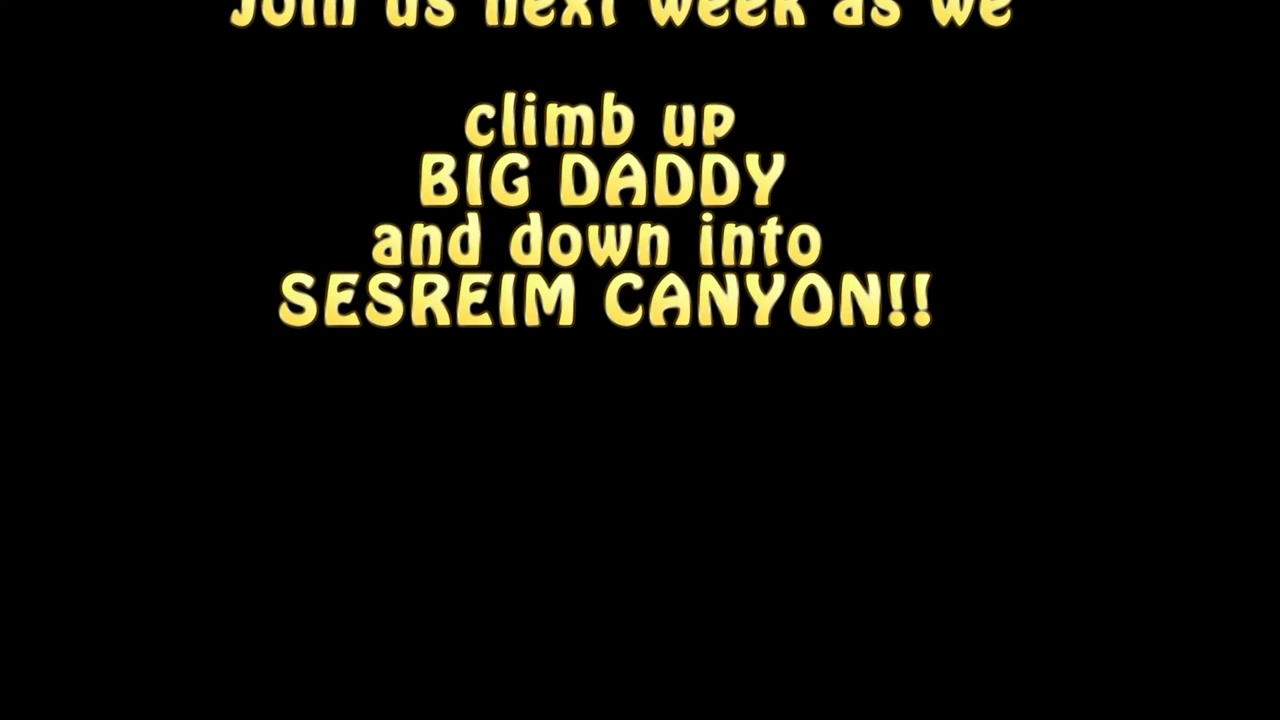 Join us next week as we
climb up
BIG DADDY
and down into
SESREIM CANYON!!